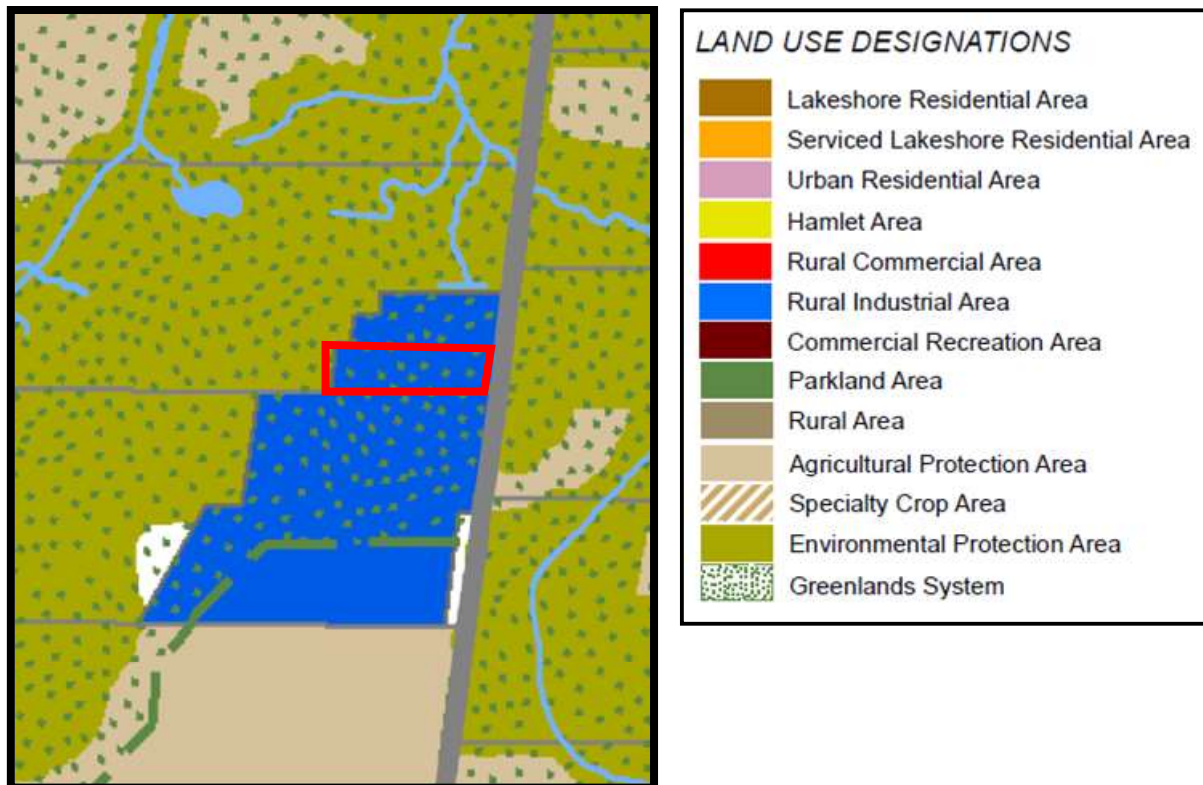 LAND USE DESIGNATIONS
Lakeshore Residential Area
Serviced Lakeshore Residential Area
Urban Residential Area
Hamlet Area
Rural Commercial Area
Rural Industrial Area
Commercial Recreation Area
Parkland Area
Rural Area
Agricultural Protection Area
Specialty Crop Area
Environmental Protection Area
Greenlands System